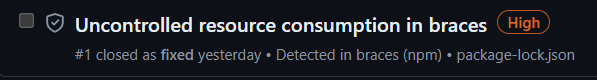 Uncontrolled resource consumption in braces High
#1 closed as fixed yesterday • Detected in braces (npm) • package-lock.json